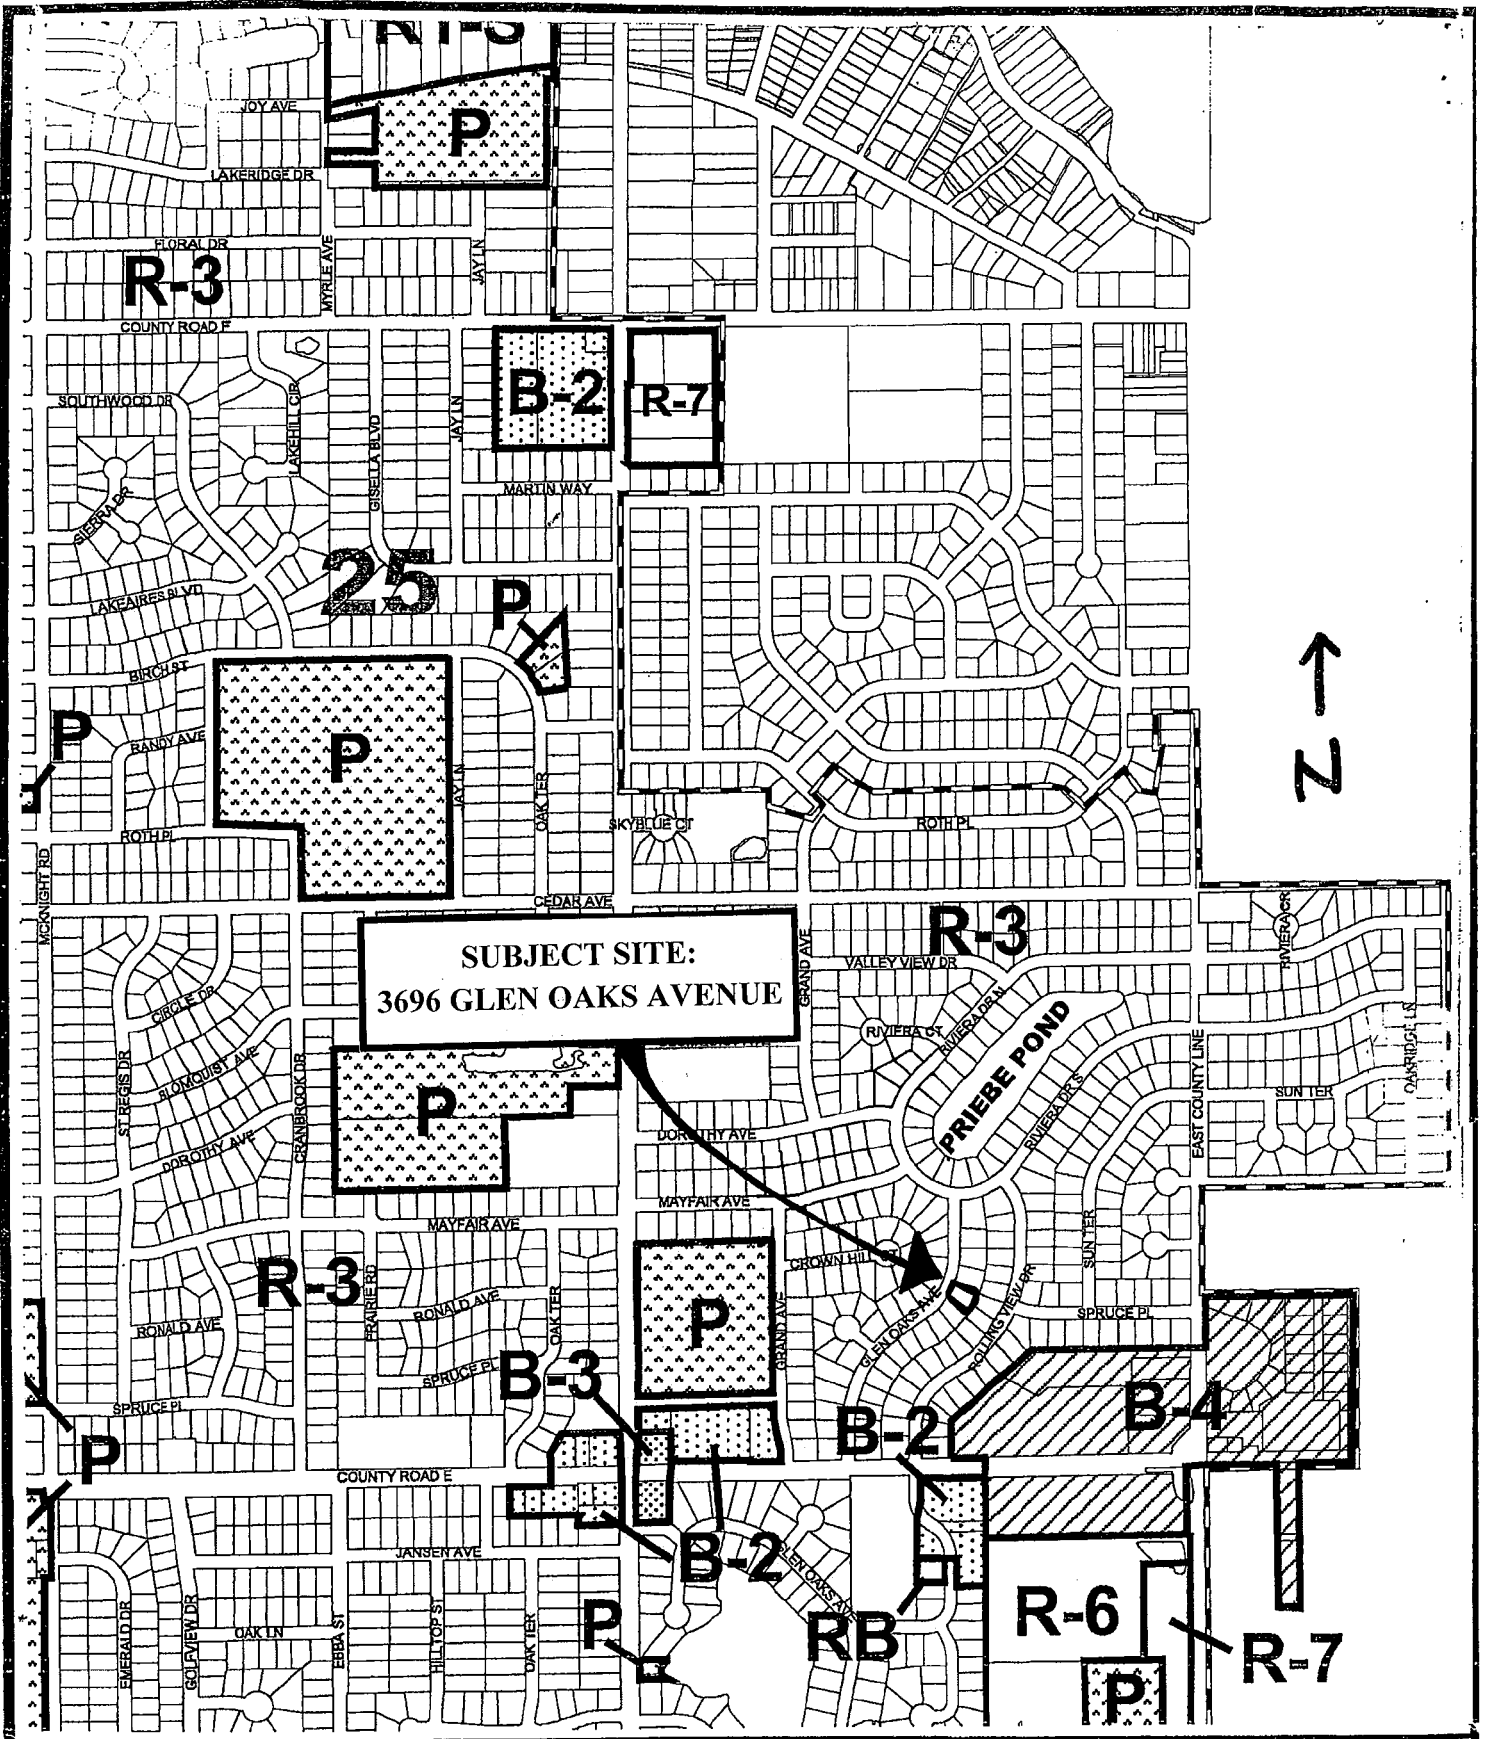 R1-3
P
JOY AVE
LAKERIDGE DR
FLORAL DR
R-3
MYRLE AVE
JAY LN
COUNTY ROAD F
B-2
R-7
SOUTHWOOD DR
LAKEHILL CIR
GISELLA BLVD
JAY LN
MARTIN WAY
SIERRA DR
25
P
LAKEAIRES BLVD
BIRCH ST
P
RANDY AVE
P
JAY LN
OAK TER
N
ROTH PL
SKYBLUE CT
ROTH PL
MCKNIGHT RD
CEDAR AVE
SUBJECT SITE:
3696 GLEN OAKS AVENUE
R-3
GRAND AVE
VALLEY VIEW DR
RIVIERA CR
CIRCLE DR
RIVIERA CT
RIVIERA DR N
PRIEBE POND
BLOMQUIST AVE
ST REGIS DR
CRANBROOK DR
P
RIVIERA DR S
EAST COUNTY LINE
SUN TER
OAKRIDGE LN
DOROTHY AVE
DOROTHY AVE
MAYFAIR AVE
MAYFAIR AVE
SUN TER
R-3
PRAIRIE RD
CROWN HILL CT
RONALD AVE
RONALD AVE
OAK TER
P
GRAND AVE
GLEN OAKS AVE
ROLLING VIEW DR
SPRUCE PL
SPRUCE PL
B-3
B-4
SPRUCE PL
B-2
P
COUNTY ROAD E
JANSEN AVE
B-2
GLEN OAKS AVE
EMERALD DR
GOLFVIEW DR
OAK LN
EBBA ST
HILLTOP ST
OAK TER
P
RB
R-6
R-7
P